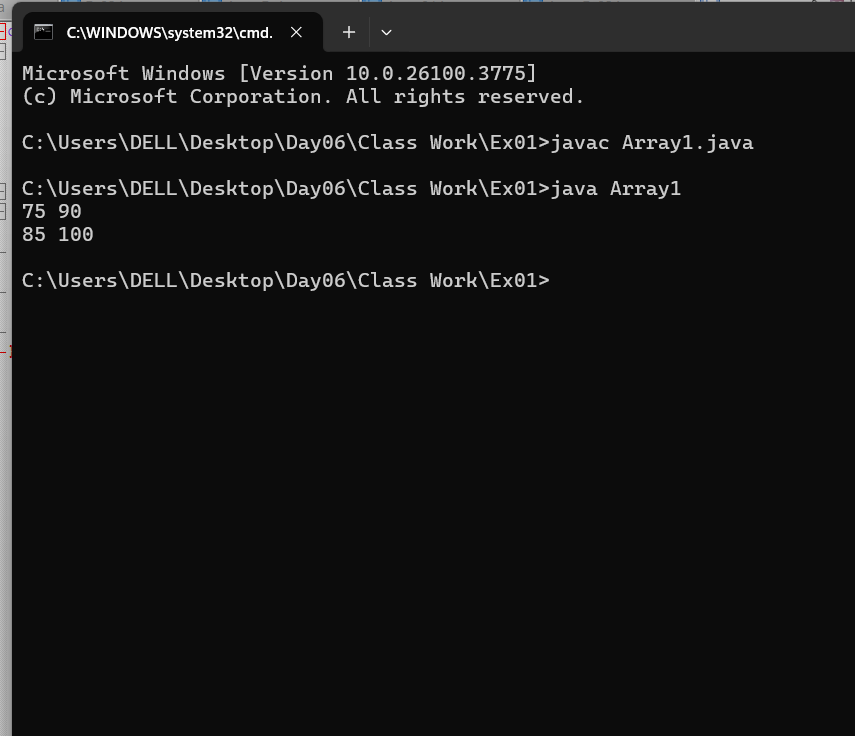 C:\WINDOWS\system32\cmd.
Microsoft Windows [Version 10.0.26100.3775]
(c) Microsoft Corporation. All rights reserved.
C:\Users\DELL\Desktop\Day06\Class Work\Ex01>javac Array1.java
C:\Users\DELL\Desktop\Day06\Class Work\Ex01>java Array1
75 90
85 100
C:\Users\DELL\Desktop\Day06\Class Work\Ex01>